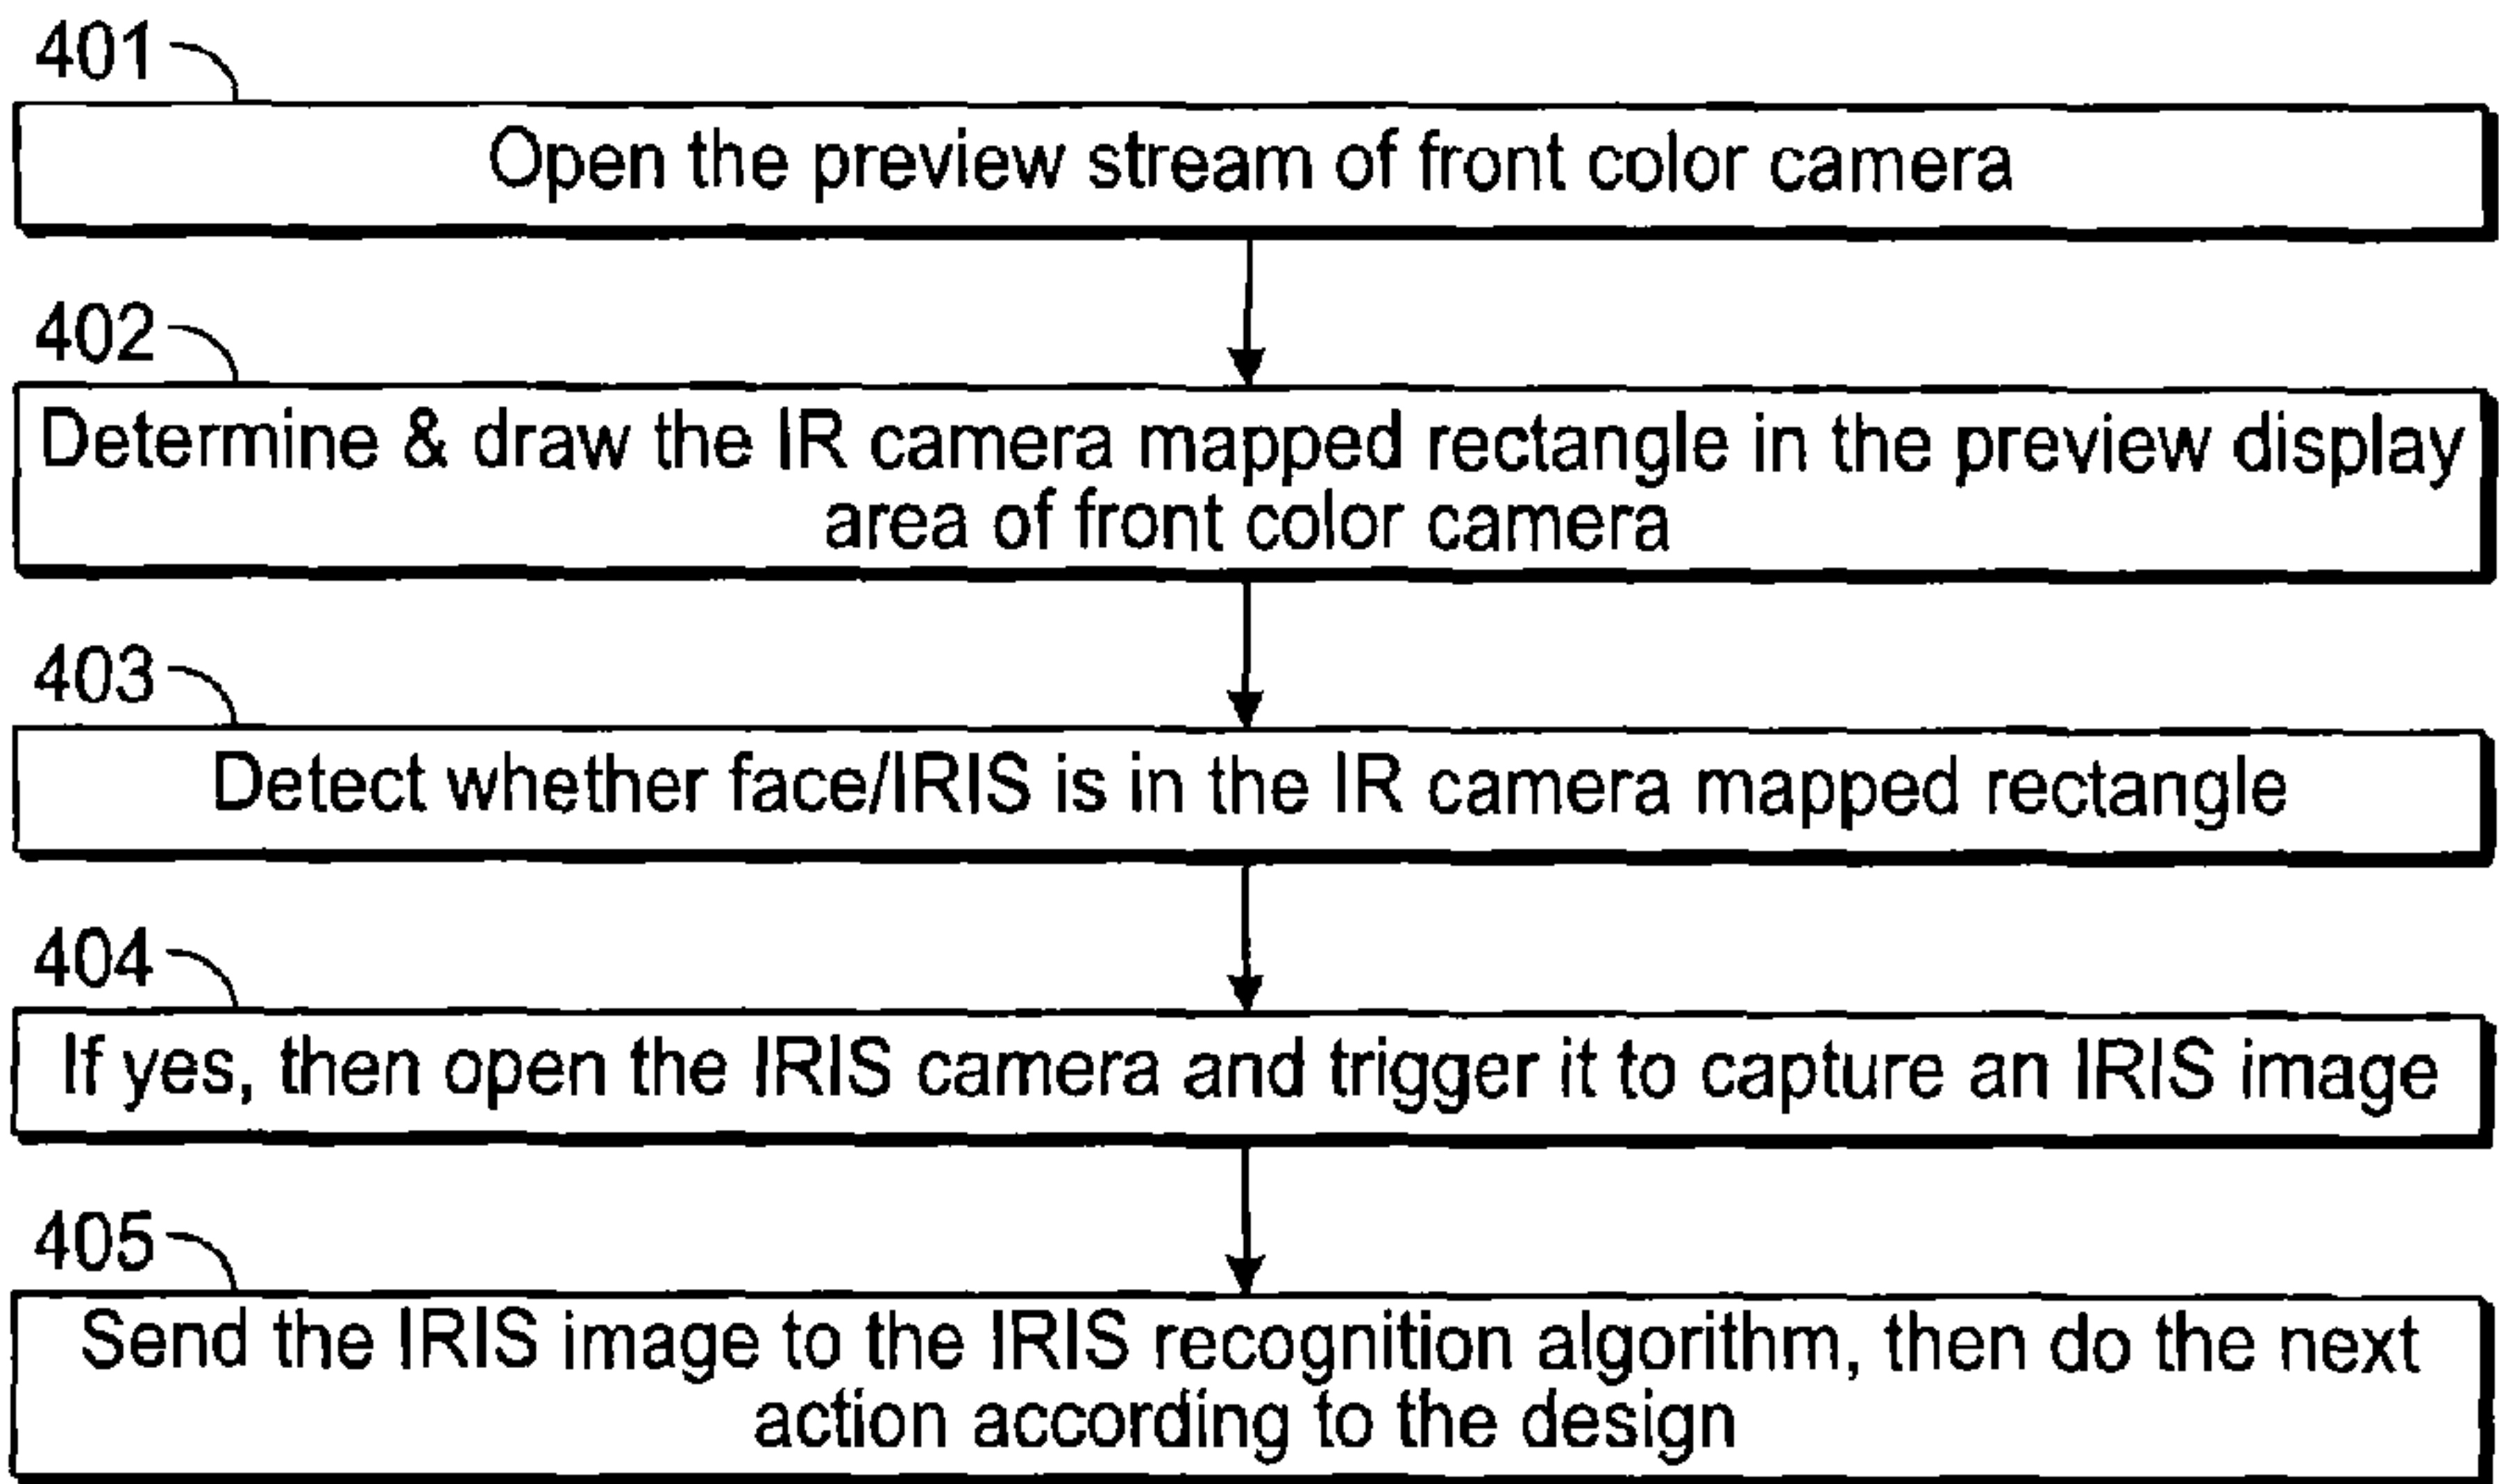 401
Open the preview stream of front color camera
402
Determine & draw the IR camera mapped rectangle in the preview display
area of front color camera
403
Detect whether face/IRIS is in the IR camera mapped rectangle
404
If yes, then open the IRIS camera and trigger it to capture an IRIS image
405
Send the IRIS image to the IRIS recognition algorithm, then do the next
action according to the design